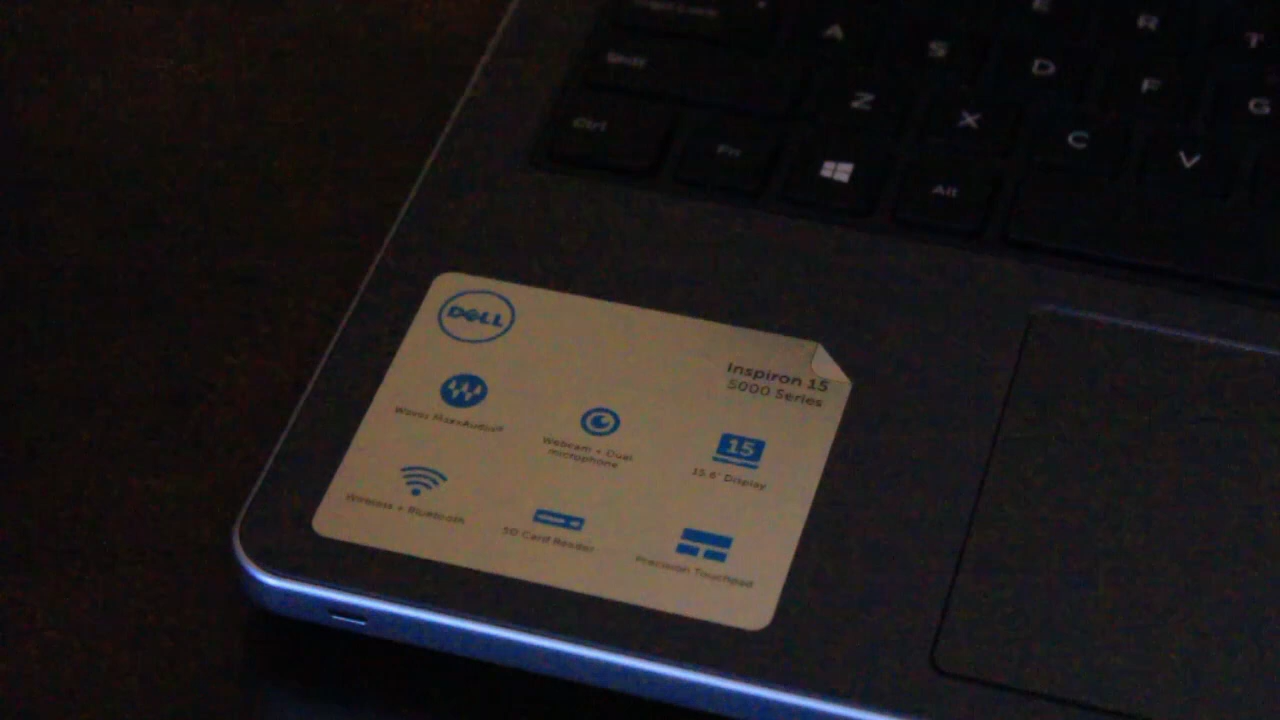 E R T
A S D F G
Shift Z X C V
Ctrl Fn Alt
DELL
Inspiron 15
5000 Series
Waves MaxxAudio®
Webcam + Dual
microphone
15
15.6" Display
Wireless + Bluetooth
SD Card Reader
Precision Touchpad